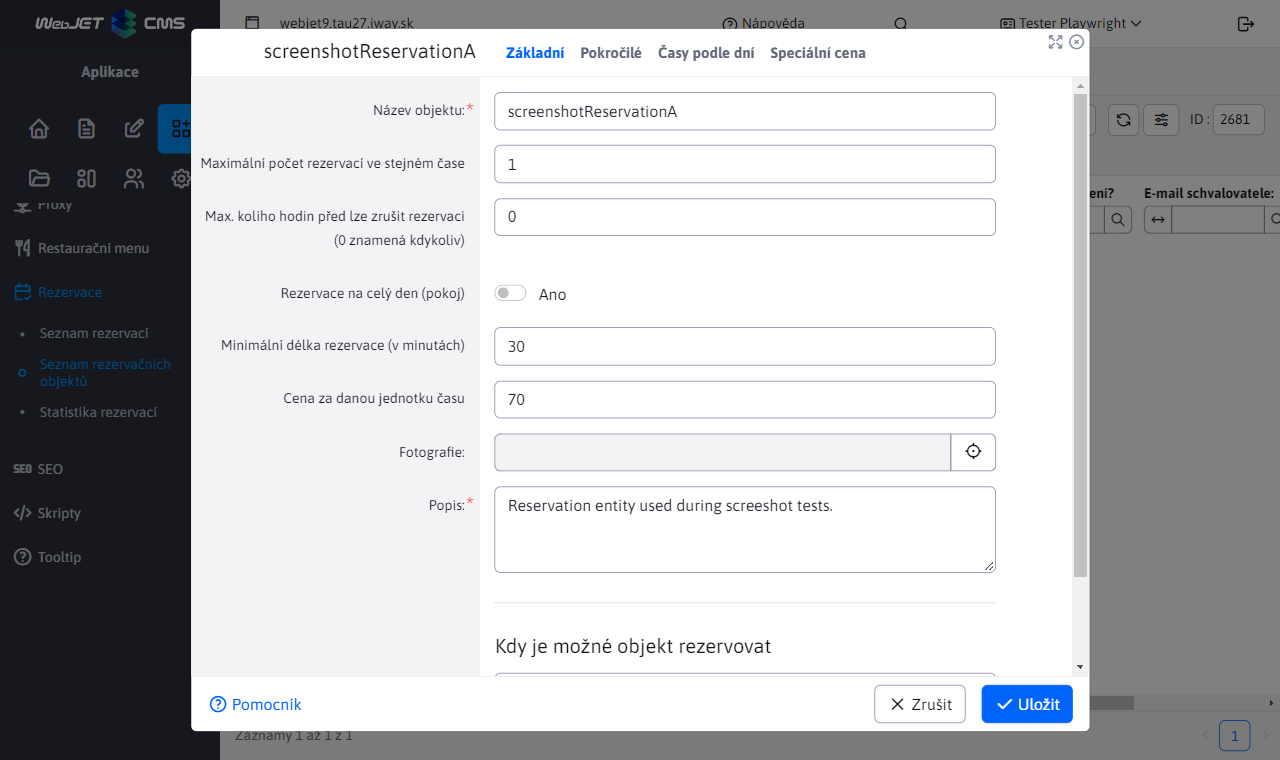 WebJET CMS
webjet9.tau27.iway.sk
Nápověda
Tester Playwright
screenshotReservationA
Základní
Pokročilé
Časy podle dní
Speciální cena
Aplikace
Název objektu:*
screenshotReservationA
ID :
2681
Maximální počet rezervací ve stejném čase
1
ení?
E-mail schvalovatele:
Proxy
Max. koliho hodin před lze zrušit rezervaci
(0 znamená kdykoliv)
0
Restaurační menu
Rezervace
Rezervace na celý den (pokoj)
Ano
Seznam rezervací
Minimální délka rezervace (v minutách)
30
Seznam rezervačních
objektů
Cena za danou jednotku času
70
Statistika rezervací
Fotografie:
SEO SEO
Popis:*
Reservation entity used during screeshot tests.
Skripty
Tooltip
Kdy je možné objekt rezervovat
Pomocník
Zrušit
Uložit
Záznamy 1 až 1 z 1
1